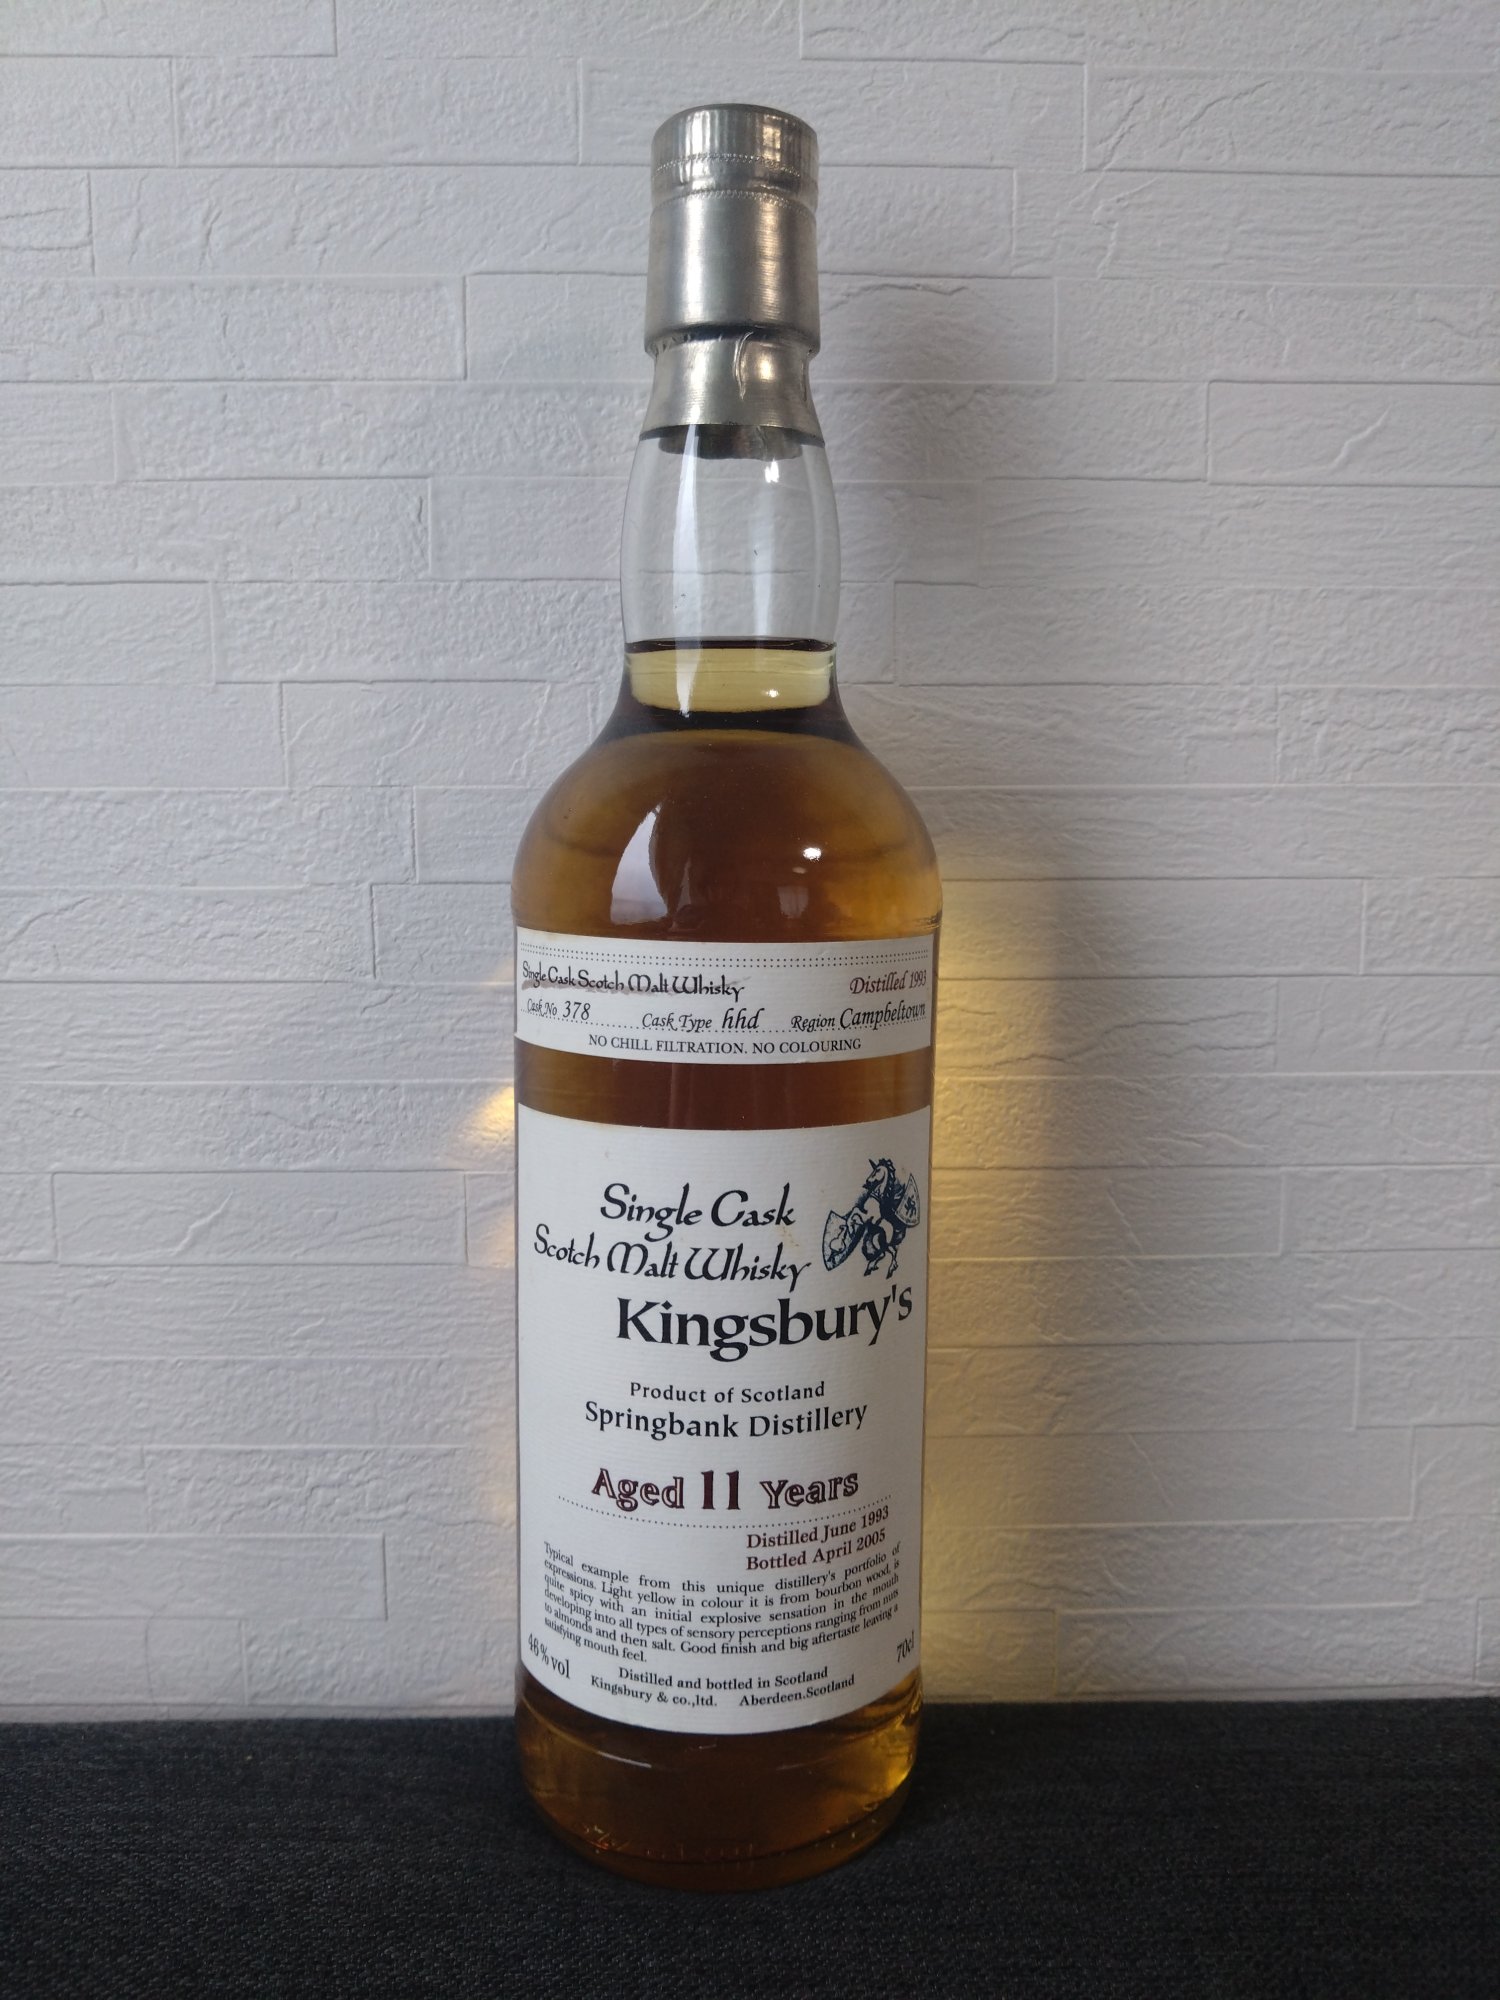 Single Cask Scotch Malt Whisky Distilled 1993
Cask No 378 Cask Type hhd Region Campbeltown
NO CHILL FILTRATION. NO COLOURING
Single Cask
Scotch Malt Whisky
Kingsbury's
Product of Scotland
Springbank Distillery
Aged 11 Years
Distilled June 1993
Bottled April 2005
Typical example from this unique distillery's portfolio of
expressions. Light yellow in colour it is from bourbon wood, is
quite spicy with an initial explosive sensation in the mouth
developing into all types of sensory perceptions ranging from nuts
to almonds and then salt. Good finish and big aftertaste leaving a
satisfying mouth feel.
46%vol 70cl
Distilled and bottled in Scotland
Kingsbury & co.,ltd. Aberdeen.Scotland